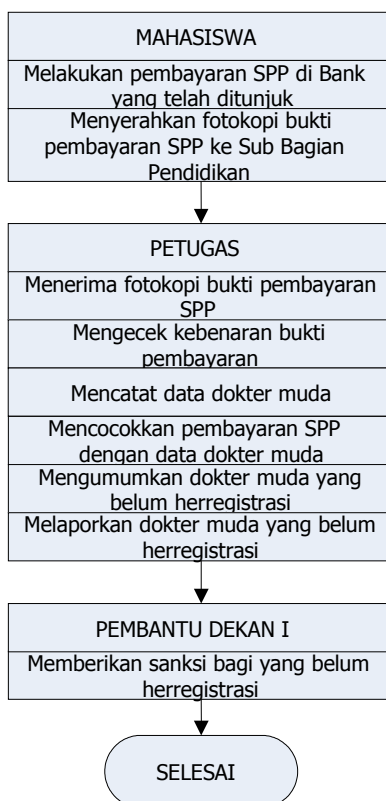 MAHASISWA
Melakukan pembayaran SPP di Bank
yang telah ditunjuk
Menyerahkan fotokopi bukti
pembayaran SPP ke Sub Bagian
Pendidikan
PETUGAS
Menerima fotokopi bukti pembayaran
SPP
Mengecek kebenaran bukti
pembayaran
Mencatat data dokter muda
Mencocokkan pembayaran SPP
dengan data dokter muda
Mengumumkan dokter muda yang
belum herregistrasi
Melaporkan dokter muda yang belum
herregistrasi
PEMBANTU DEKAN I
Memberikan sanksi bagi yang belum
herregistrasi
SELESAI